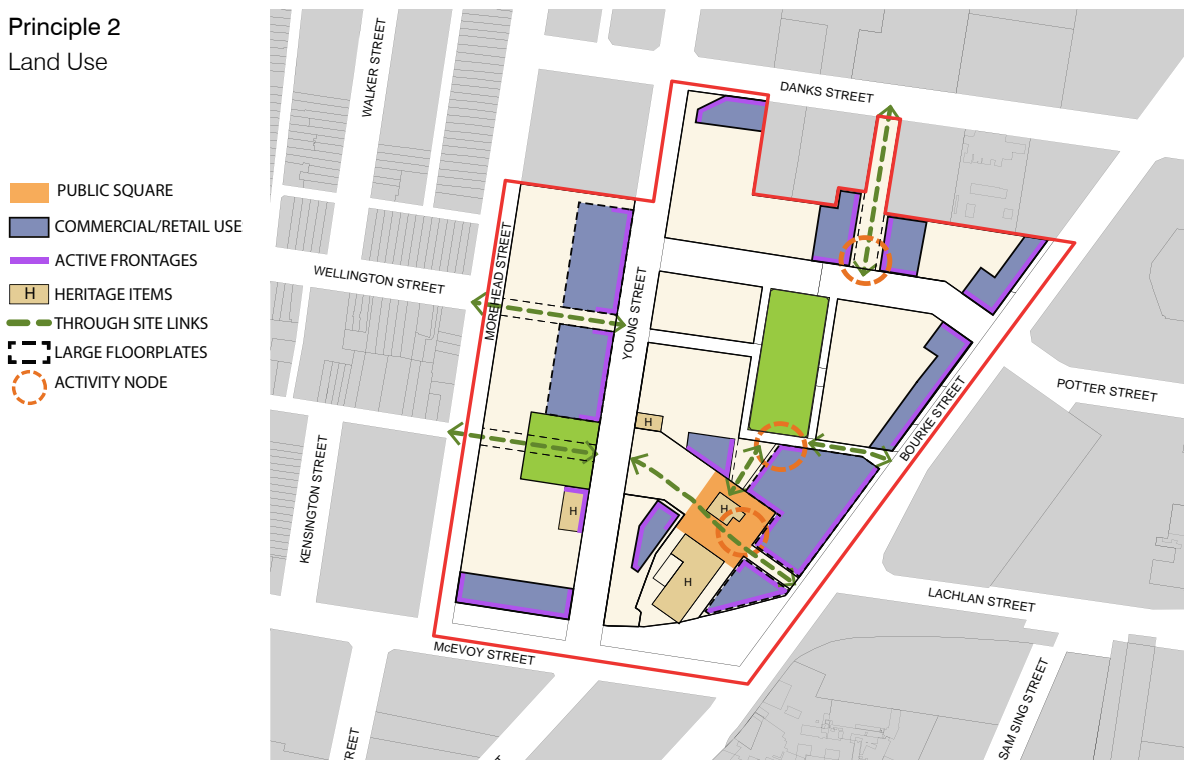 Principle 2
Land Use
PUBLIC SQUARE
COMMERCIAL/RETAIL USE
ACTIVE FRONTAGES
H
HERITAGE ITEMS
THROUGH SITE LINKS
LARGE FLOORPLATES
ACTIVITY NODE
WALKER STREET
DANKS STREET
MOREHEAD STREET
WELLINGTON STREET
YOUNG STREET
POTTER STREET
BOURKE STREET
KENSINGTON STREET
H
H
H
H
LACHLAN STREET
McEVOY STREET
SAM SING STREET
STREET